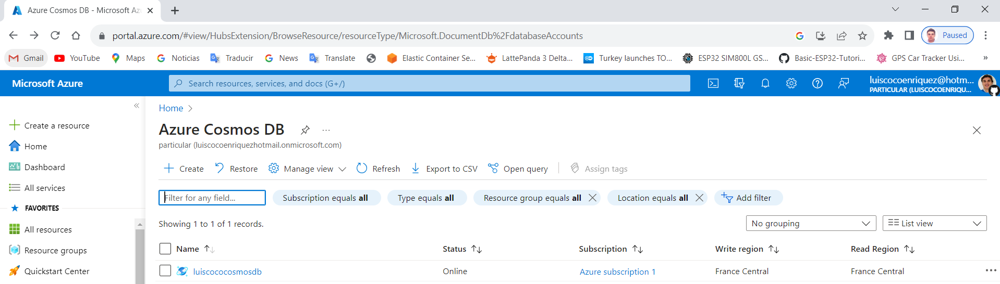 Azure Cosmos DB - Microsoft Az
portal.azure.com/#view/HubsExtension/BrowseResource/resourceType/Microsoft.DocumentDb%2FdatabaseAccounts
Paused
Gmail YouTube Maps Noticias Traducir News Translate Elastic Container Se... LattePanda 3 Delta... Turkey launches TO... ESP32 SIM800L GS... Basic-ESP32-Tutori... GPS Car Tracker Usi... »
Microsoft Azure
Search resources, services, and docs (G+/)
luiscocoenriquez@hotm...
PARTICULAR (LUISCOCOENRIQU...
«
Create a resource
Home
Dashboard
All services
FAVORITES
All resources
Resource groups
Quickstart Center
Home >
Azure Cosmos DB ...
particular (luiscocoenriquezhotmail.onmicrosoft.com)
Create Restore Manage view Refresh Export to CSV Open query Assign tags
Filter for any field... Subscription equals all Type equals all Resource group equals all Location equals all Add filter
Showing 1 to 1 of 1 records.
No grouping List view
Name Status Subscription Write region Read Region
luiscococosmosdb Online Azure subscription 1 France Central France Central ...